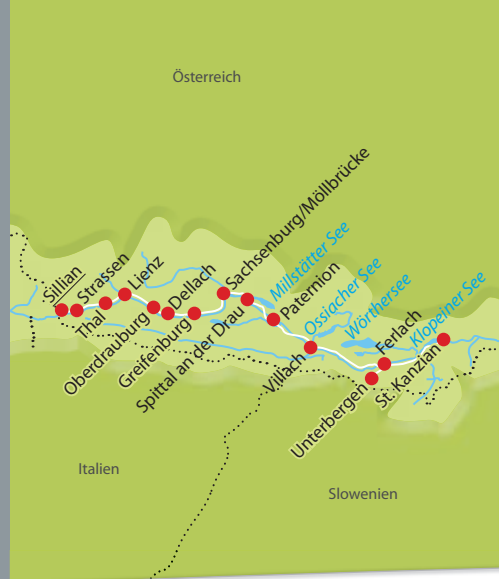 Österreich
Sillian
Strassen
Thal
Lienz
Oberdrauburg
Dellach
Greifenburg
Sachsenburg/Möllbrücke
Spittal an der Drau
Millstätter See
Paternion
Ossiacher See
Villach
Wörthersee
Ferlach
Unterbergen
Klopeiner See
St. Kanzian
Italien
Slowenien